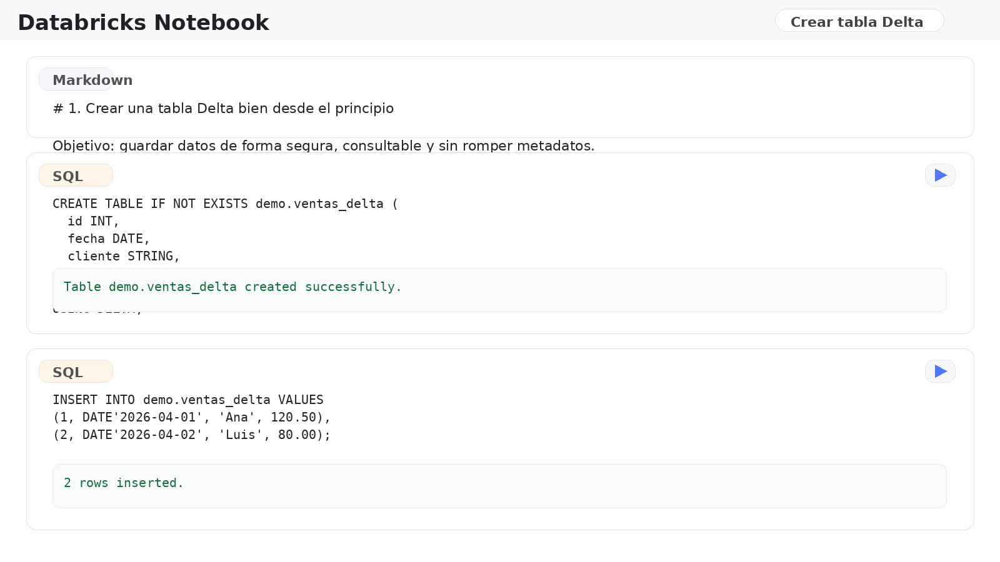 Databricks Notebook
Crear tabla Delta
Markdown
# 1. Crear una tabla Delta bien desde el principio
Objetivo: guardar datos de forma segura, consultable y sin romper metadatos.
SQL
CREATE TABLE IF NOT EXISTS demo.ventas_delta (
  id INT,
  fecha DATE,
  cliente STRING,
Table demo.ventas_delta created successfully.
SQL
INSERT INTO demo.ventas_delta VALUES
(1, DATE'2026-04-01', 'Ana', 120.50),
(2, DATE'2026-04-02', 'Luis', 80.00);
2 rows inserted.